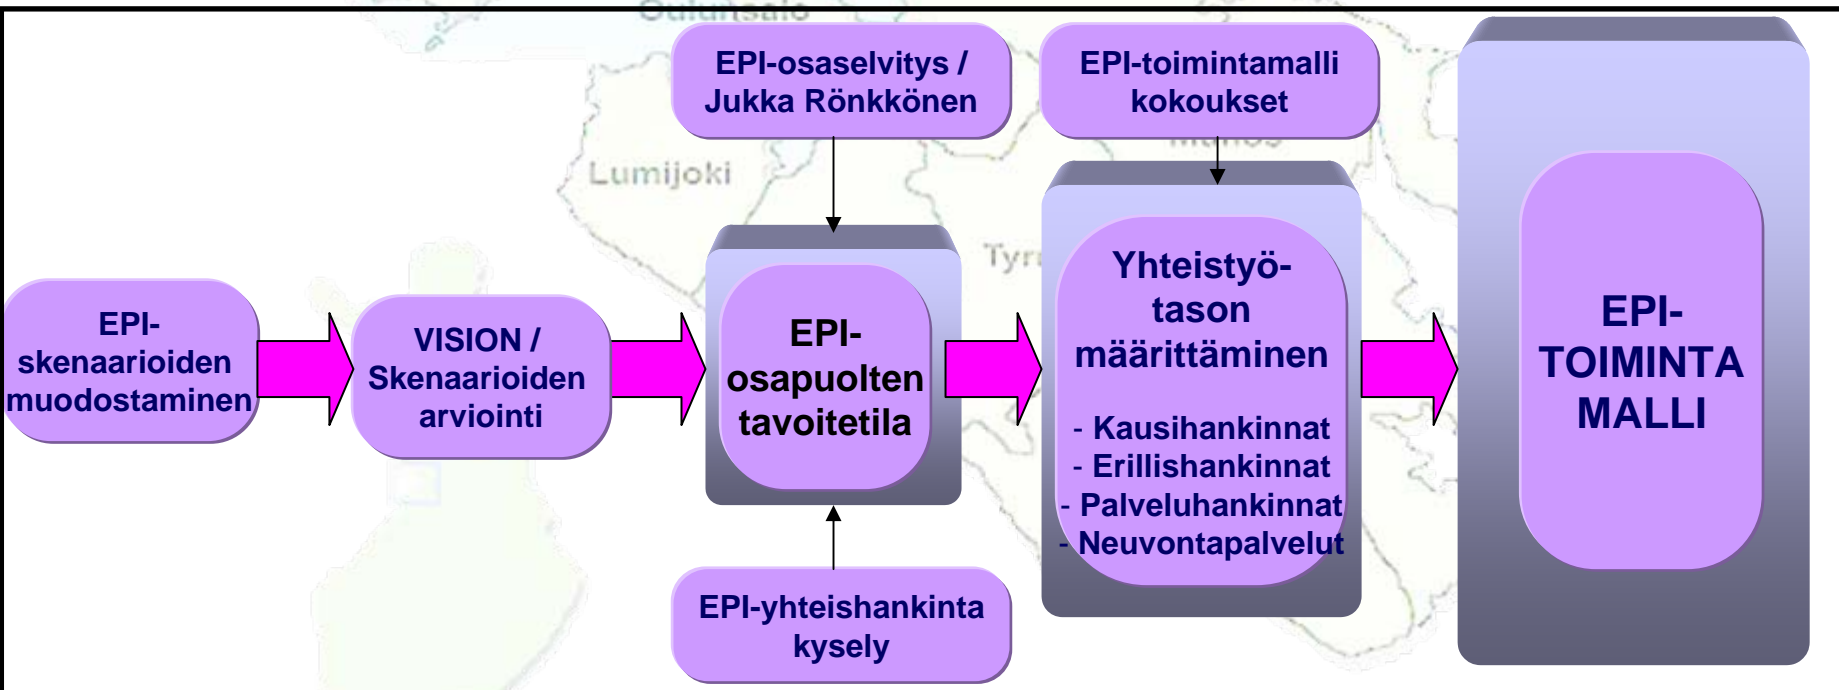 Oulunsalo
EPI-osaselvitys /
Jukka Rönkkönen
EPI-toimintamalli
kokoukset
Lumijoki
EPI-
skenaarioiden
muodostaminen
VISION /
Skenaarioiden
arviointi
EPI-
osapuolten
tavoitetila
Yhteistyö-
tason
määrittäminen
- Kausihankinnat
- Erillishankinnat
- Palveluhankinnat
- Neuvontapalvelut
EPI-
TOIMINTA
MALLI
EPI-yhteishankinta
kysely